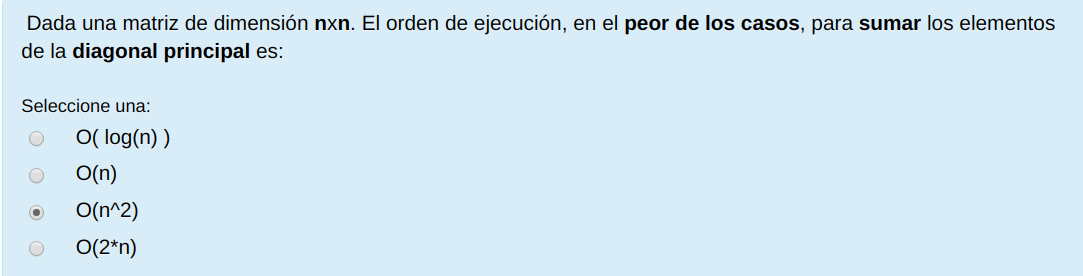 Dada una matriz de dimensión nxn. El orden de ejecución, en el peor de los casos, para sumar los elementos
de la diagonal principal es:
Seleccione una:
O( log(n) )
O(n)
O(n^2)
O(2*n)